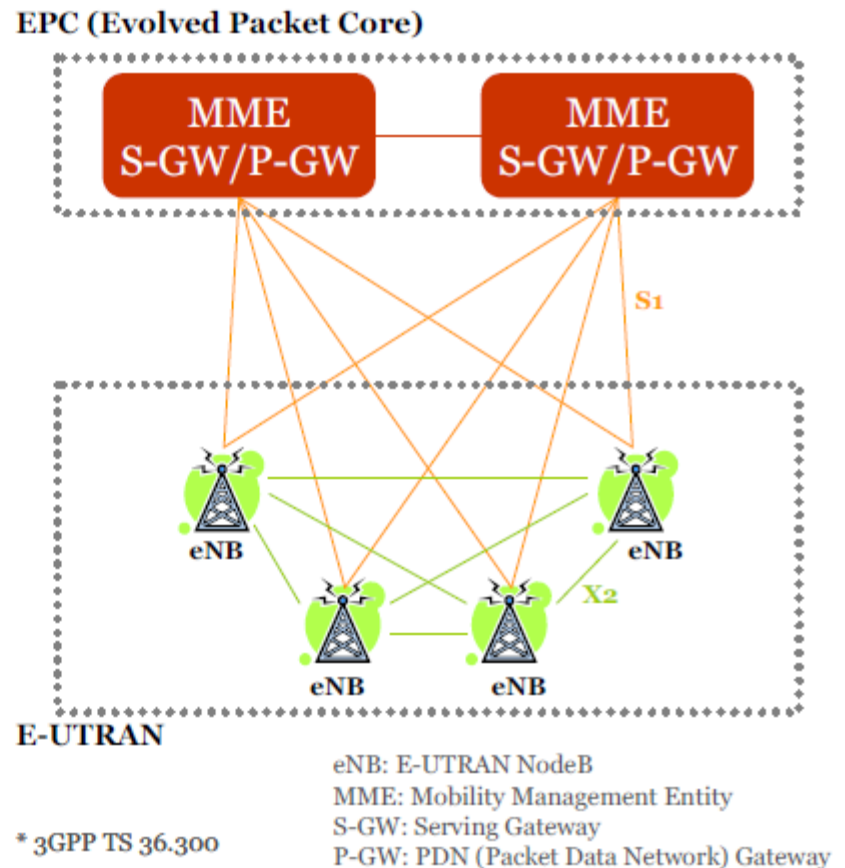 EPC (Evolved Packet Core)
MME
S-GW/P-GW
MME
S-GW/P-GW
S1
eNB
eNB
X2
eNB
eNB
E-UTRAN
eNB: E-UTRAN NodeB
MME: Mobility Management Entity
S-GW: Serving Gateway
P-GW: PDN (Packet Data Network) Gateway
* 3GPP TS 36.300